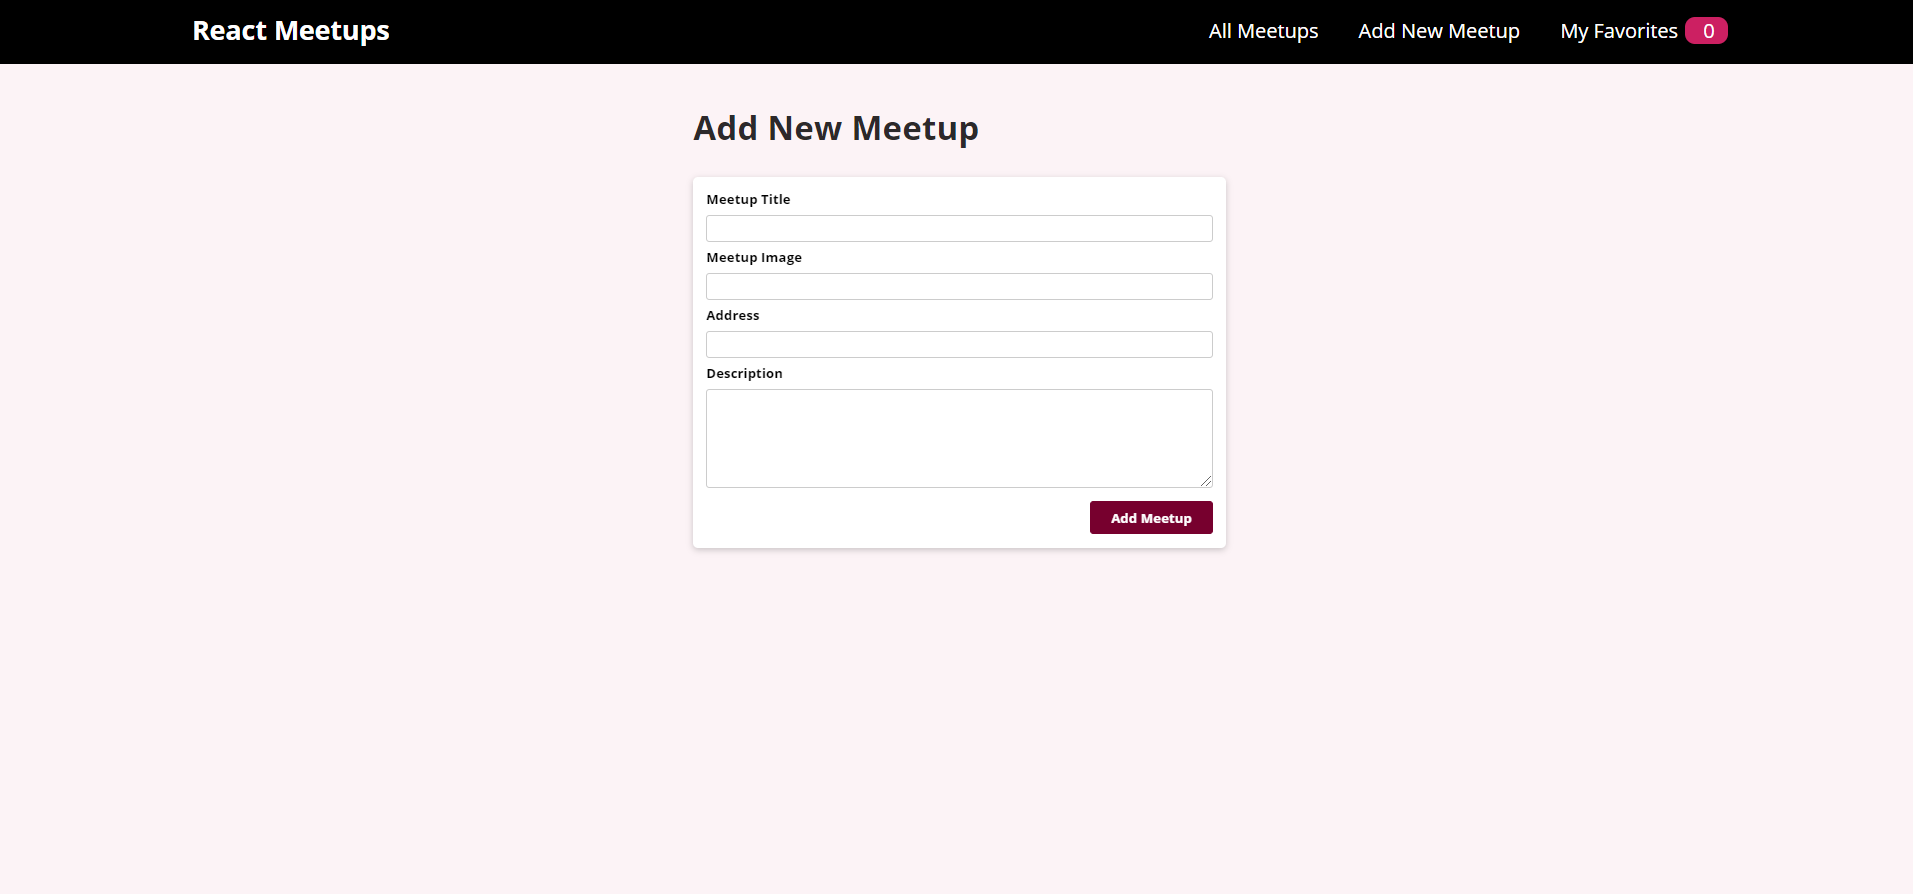 React Meetups
All Meetups
Add New Meetup
My Favorites 0
Add New Meetup
Meetup Title
Meetup Image
Address
Description
Add Meetup